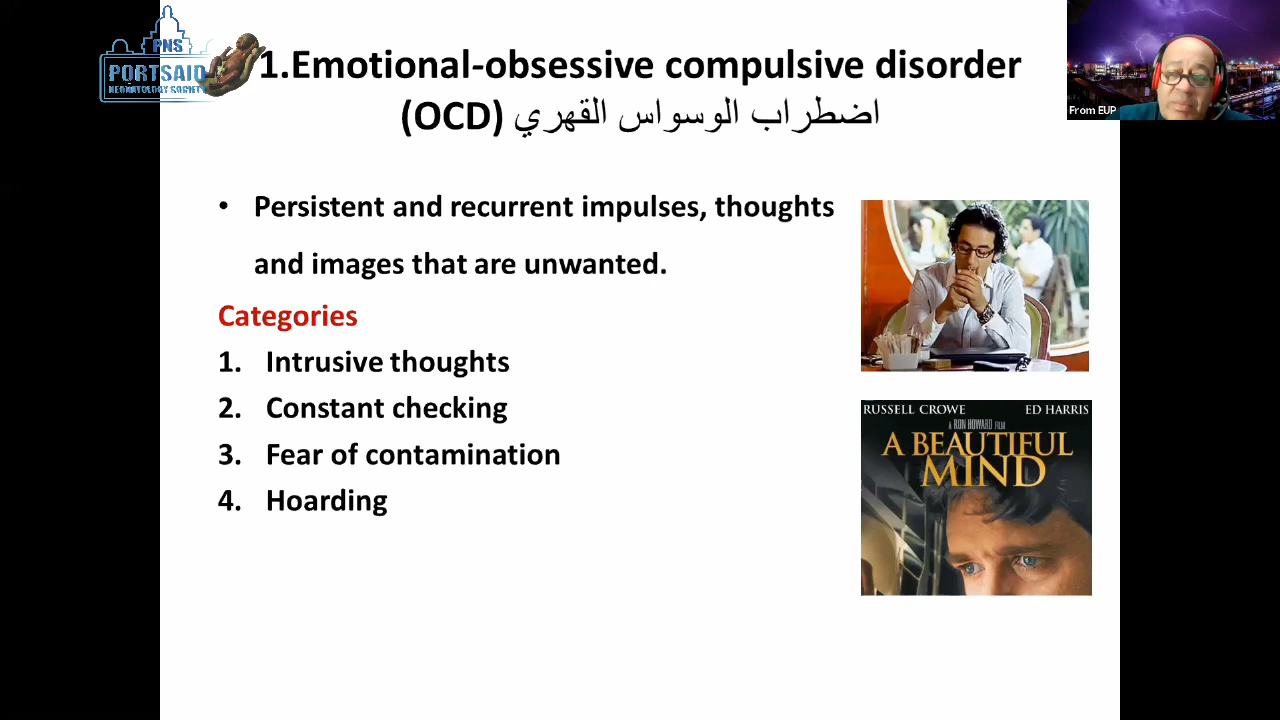 PNS
PORTSAID
NEONATOLOGY SOCIETY
1.Emotional-obsessive compulsive disorder
(OCD) اضطراب الوسواس القهري
From EUP
• Persistent and recurrent impulses, thoughts
and images that are unwanted.
Categories
1. Intrusive thoughts
2. Constant checking
3. Fear of contamination
4. Hoarding
RUSSELL CROWE ED HARRIS
A RON HOWARD FILM
A BEAUTIFUL
MIND